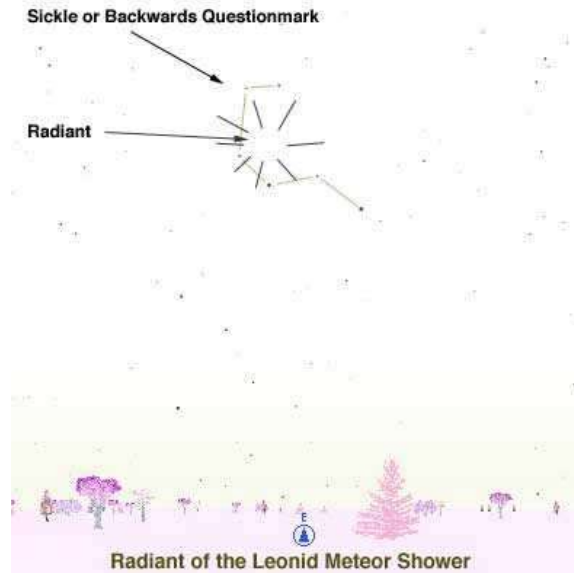 Sickle or Backwards Questionmark
Radiant
E
Radiant of the Leonid Meteor Shower